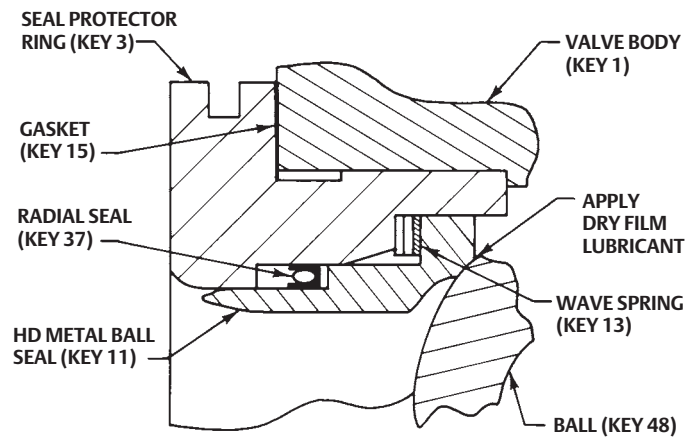 SEAL PROTECTOR
RING (KEY 3)
VALVE BODY
(KEY 1)
GASKET
(KEY 15)
RADIAL SEAL
(KEY 37)
APPLY
DRY FILM
LUBRICANT
HD METAL BALL
SEAL (KEY 11)
WAVE SPRING
(KEY 13)
BALL (KEY 48)